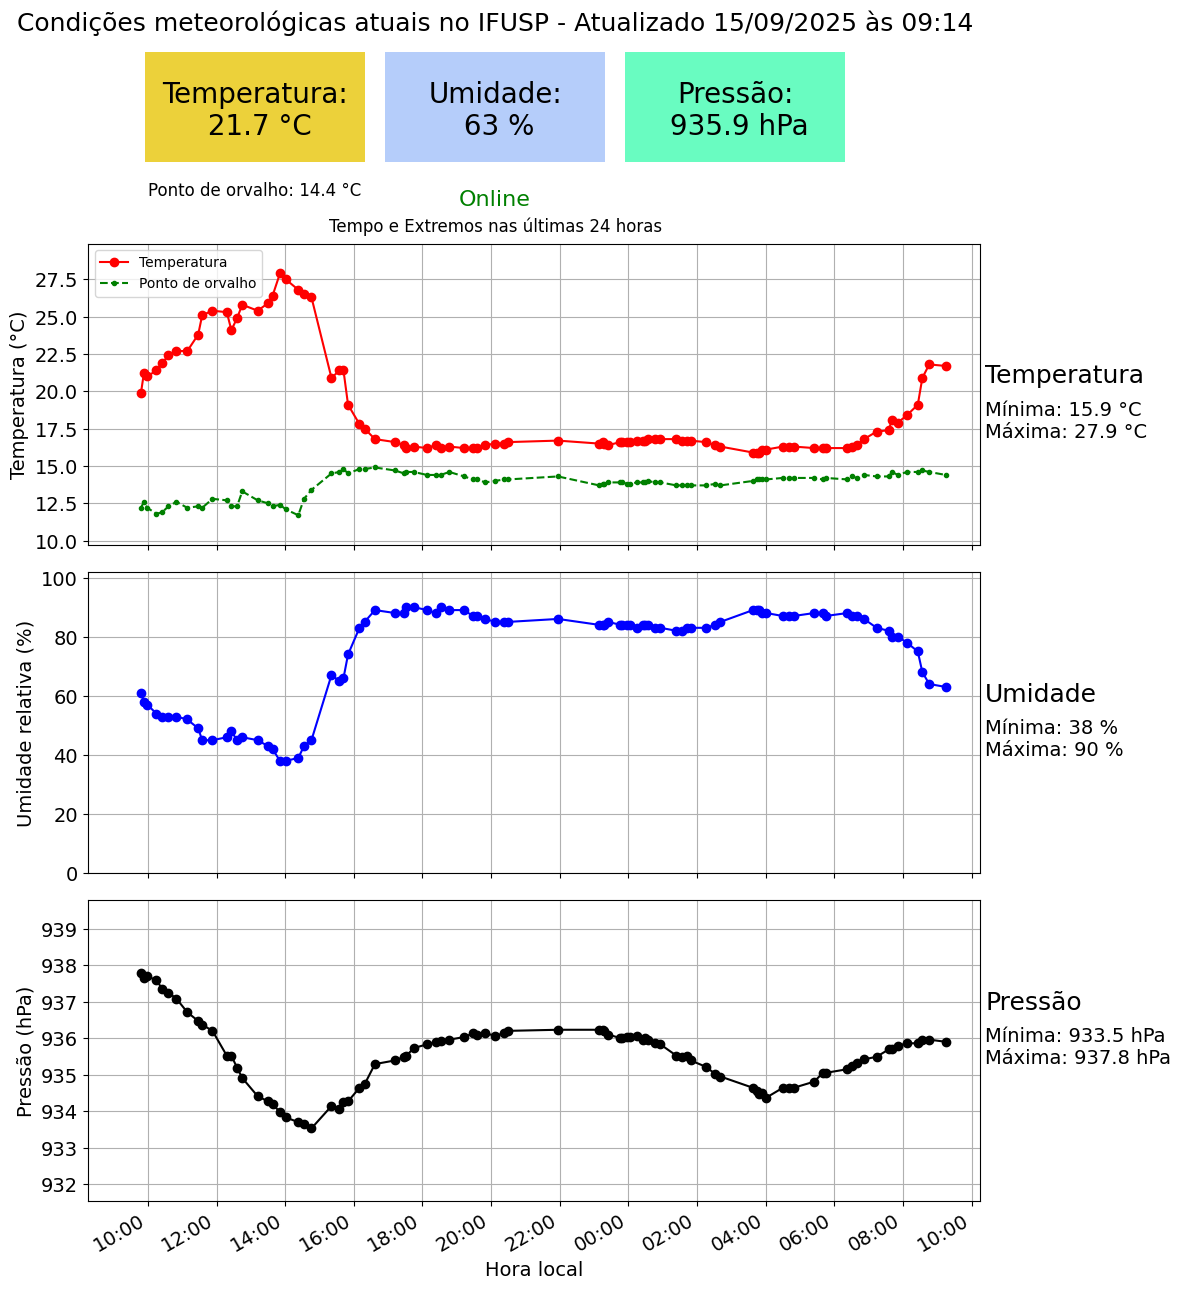 Condições meteorológicas atuais no IFUSP - Atualizado 15/09/2025 às 09:14
Temperatura:
21.7 °C
Umidade:
63 %
Pressão:
935.9 hPa
Ponto de orvalho: 14.4 °C
Online
Tempo e Extremos nas últimas 24 horas
Temperatura
Ponto de orvalho
Temperatura (°C)
27.5
25.0
22.5
20.0
17.5
15.0
12.5
10.0
Temperatura
Mínima: 15.9 °C
Máxima: 27.9 °C
Umidade relativa (%)
100
80
60
40
20
0
Umidade
Mínima: 38 %
Máxima: 90 %
Pressão (hPa)
939
938
937
936
935
934
933
932
Pressão
Mínima: 933.5 hPa
Máxima: 937.8 hPa
10:00 12:00 14:00 16:00 18:00 20:00 22:00 00:00 02:00 04:00 06:00 08:00 10:00
Hora local